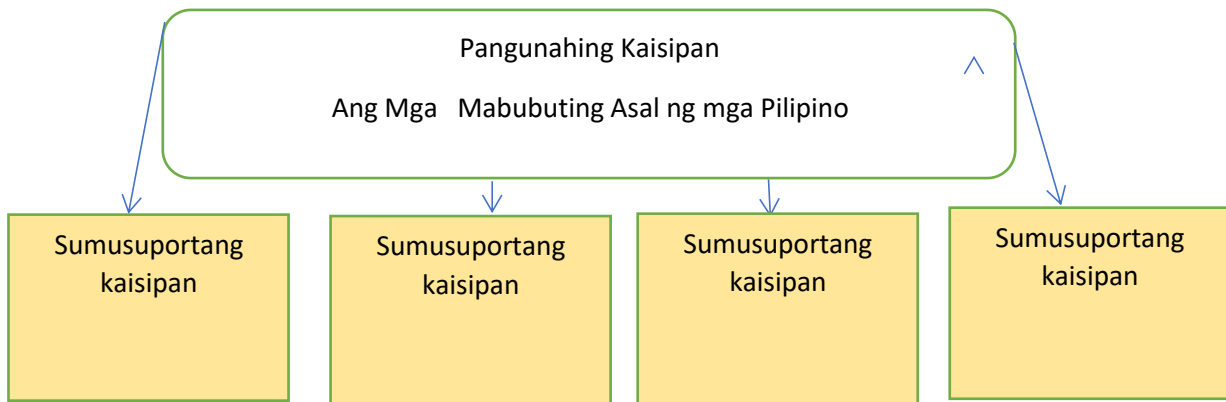 Pangunahing Kaisipan
Ang Mga Mabubuting Asal ng mga Pilipino
Sumusuportang
kaisipan
Sumusuportang
kaisipan
Sumusuportang
kaisipan
Sumusuportang
kaisipan